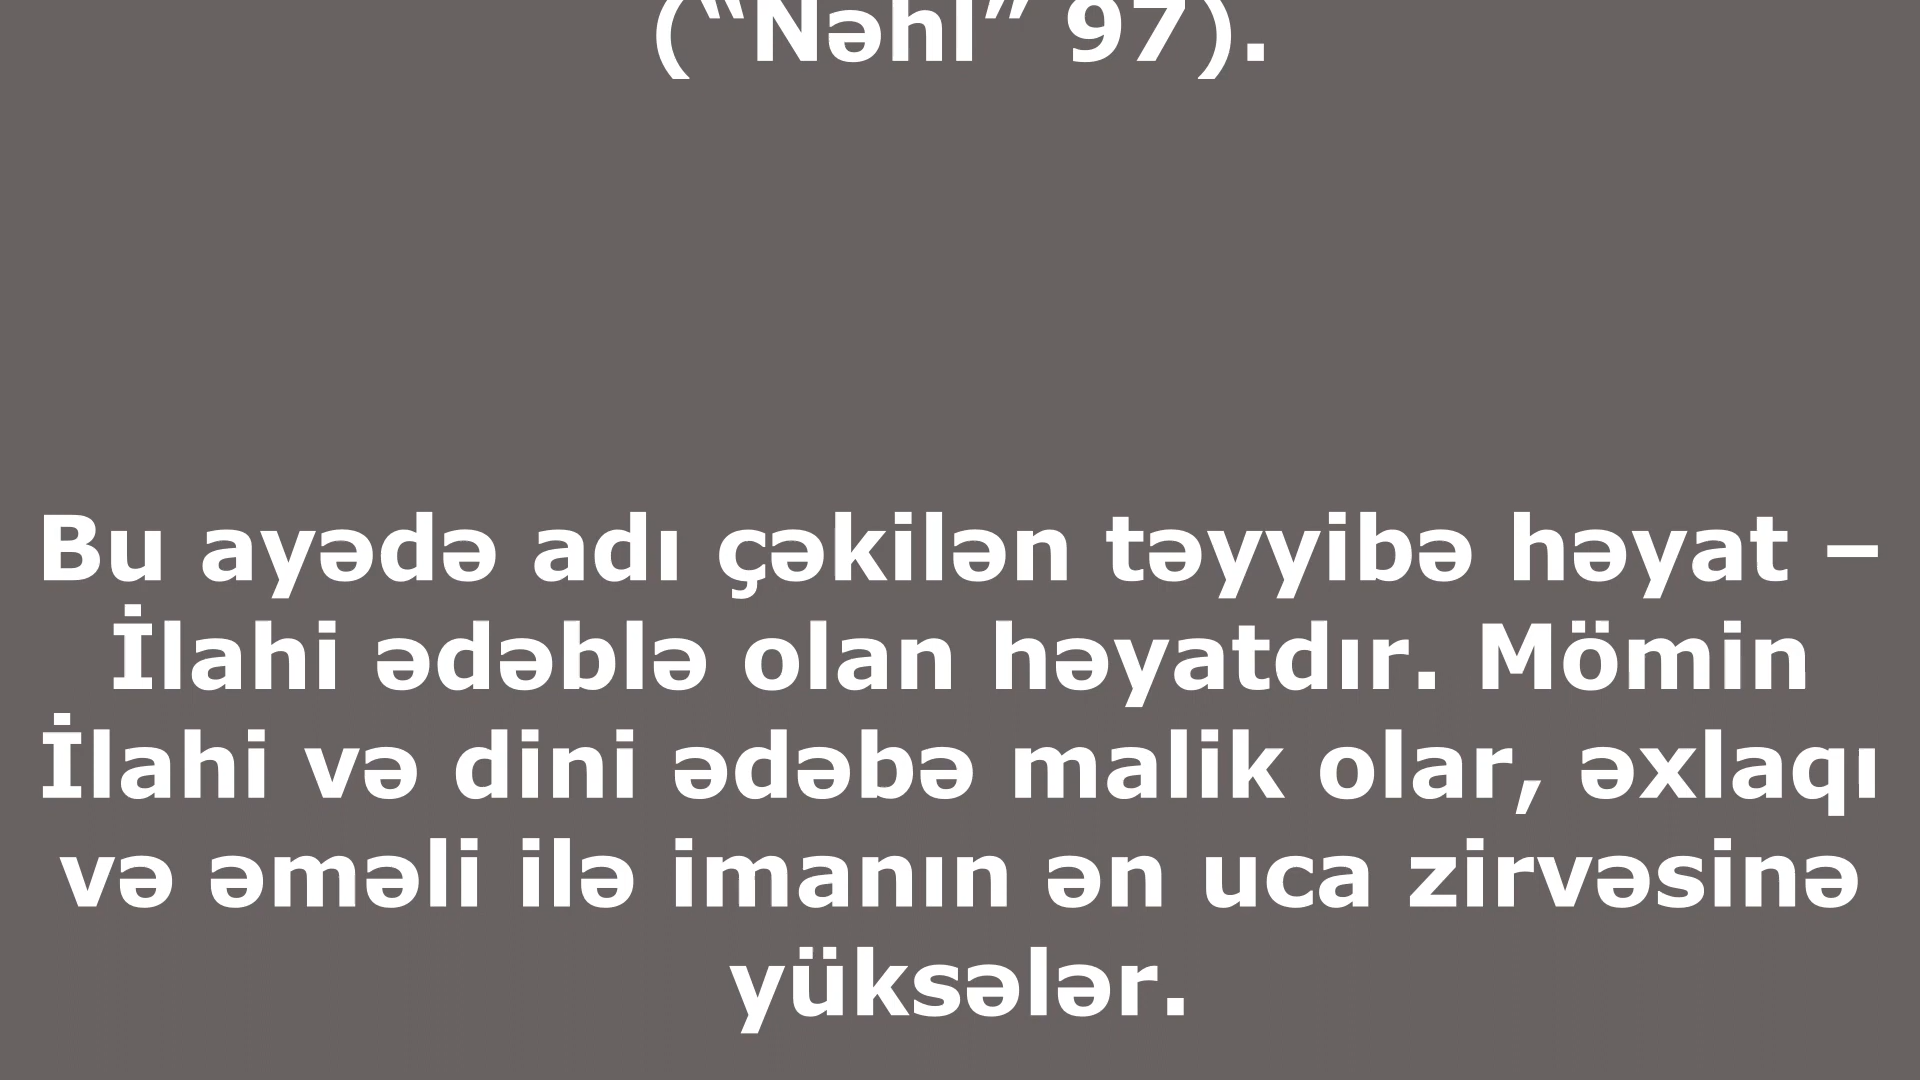 (“Nəhl” 97).
Bu ayədə adı çəkilən təyyibə həyat –
İlahi ədəblə olan həyatdır. Mömin
İlahi və dini ədəbə malik olar, əxlaqı
və əməli ilə imanın ən uca zirvəsinə
yüksələr.